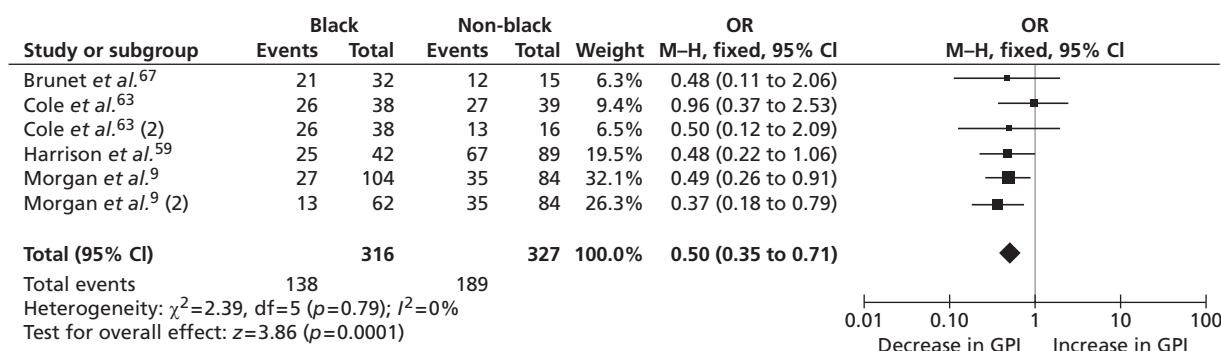 Black Non-black OR OR
Study or subgroup Events Total Events Total Weight M–H, fixed, 95% CI M–H, fixed, 95% CI
Brunet et al.67 21 32 12 15 6.3% 0.48 (0.11 to 2.06)
Cole et al.63 26 38 27 39 9.4% 0.96 (0.37 to 2.53)
Cole et al.63 (2) 26 38 13 16 6.5% 0.50 (0.12 to 2.09)
Harrison et al.59 25 42 67 89 19.5% 0.48 (0.22 to 1.06)
Morgan et al.9 27 104 35 84 32.1% 0.49 (0.26 to 0.91)
Morgan et al.9 (2) 13 62 35 84 26.3% 0.37 (0.18 to 0.79)
Total (95% CI) 316 327 100.0% 0.50 (0.35 to 0.71)
Total events 138 189
Heterogeneity: χ2=2.39, df=5 (p=0.79); I2=0%
Test for overall effect: z=3.86 (p=0.0001)
0.01 0.10 1 10 100
Decrease in GPI Increase in GPI